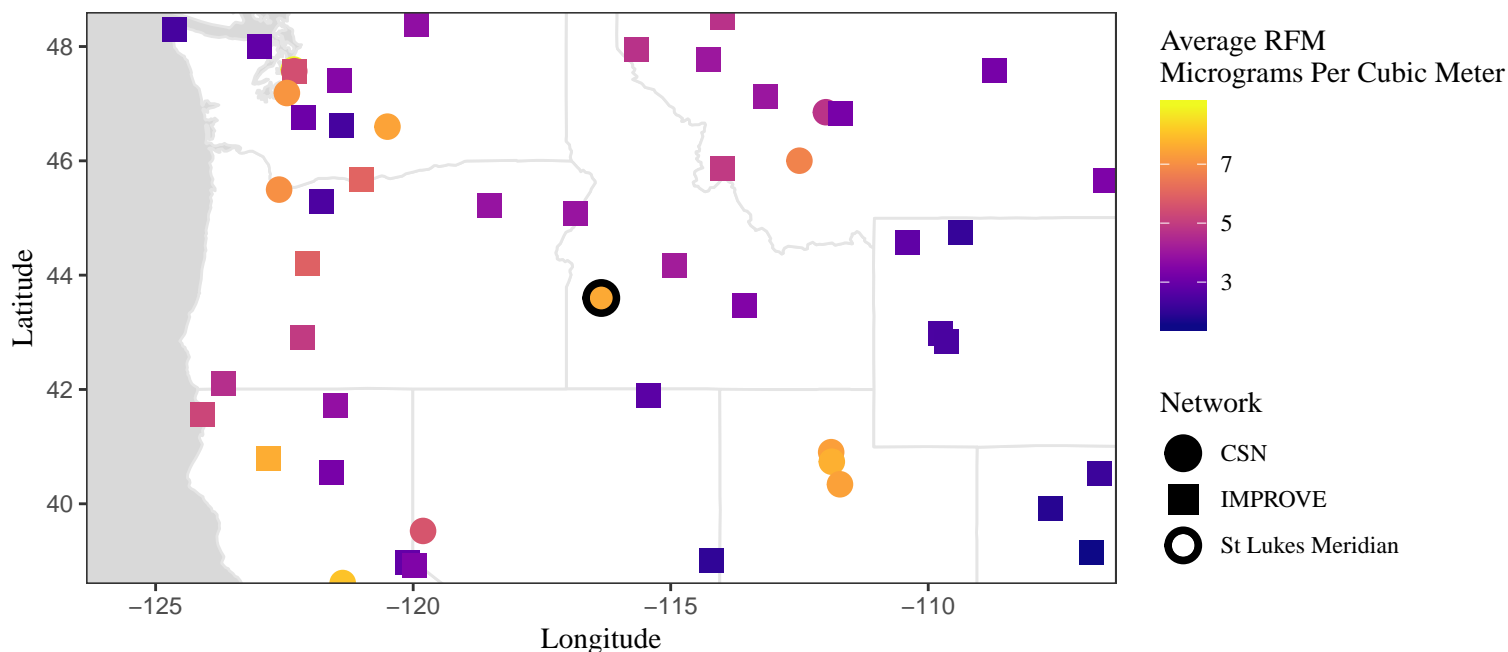 48
46
44
42
40
Latitude
−125
−120
−115
−110
Longitude
Average RFM
Micrograms Per Cubic Meter
7
5
3
Network
CSN
IMPROVE
St Lukes Meridian